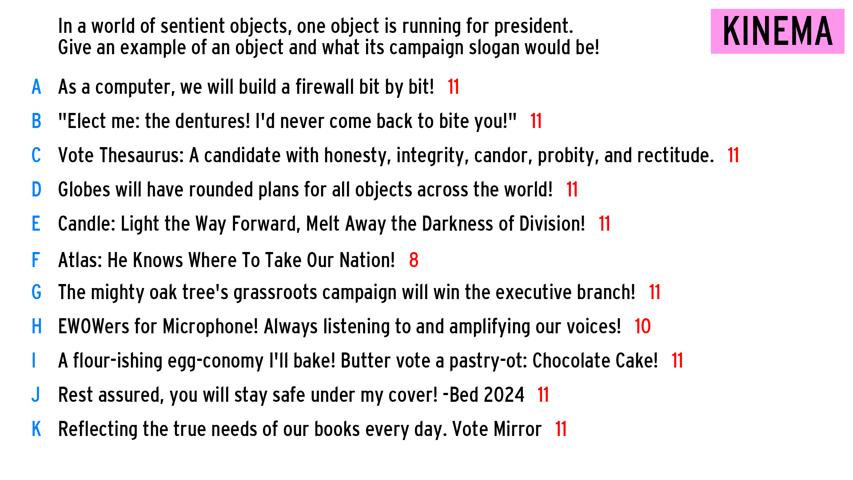 In a world of sentient objects, one object is running for president.
Give an example of an object and what its campaign slogan would be!
KINEMA
A As a computer, we will build a firewall bit by bit! 11
B "Elect me: the dentures! I'd never come back to bite you!" 11
C Vote Thesaurus: A candidate with honesty, integrity, candor, probity, and rectitude. 11
D Globes will have rounded plans for all objects across the world! 11
E Candle: Light the Way Forward, Melt Away the Darkness of Division! 11
F Atlas: He Knows Where To Take Our Nation! 8
G The mighty oak tree's grassroots campaign will win the executive branch! 11
H EWOWers for Microphone! Always listening to and amplifying our voices! 10
I A flour-ishing egg-conomy I'll bake! Butter vote a pastry-ot: Chocolate Cake! 11
J Rest assured, you will stay safe under my cover! -Bed 2024 11
K Reflecting the true needs of our books every day. Vote Mirror 11